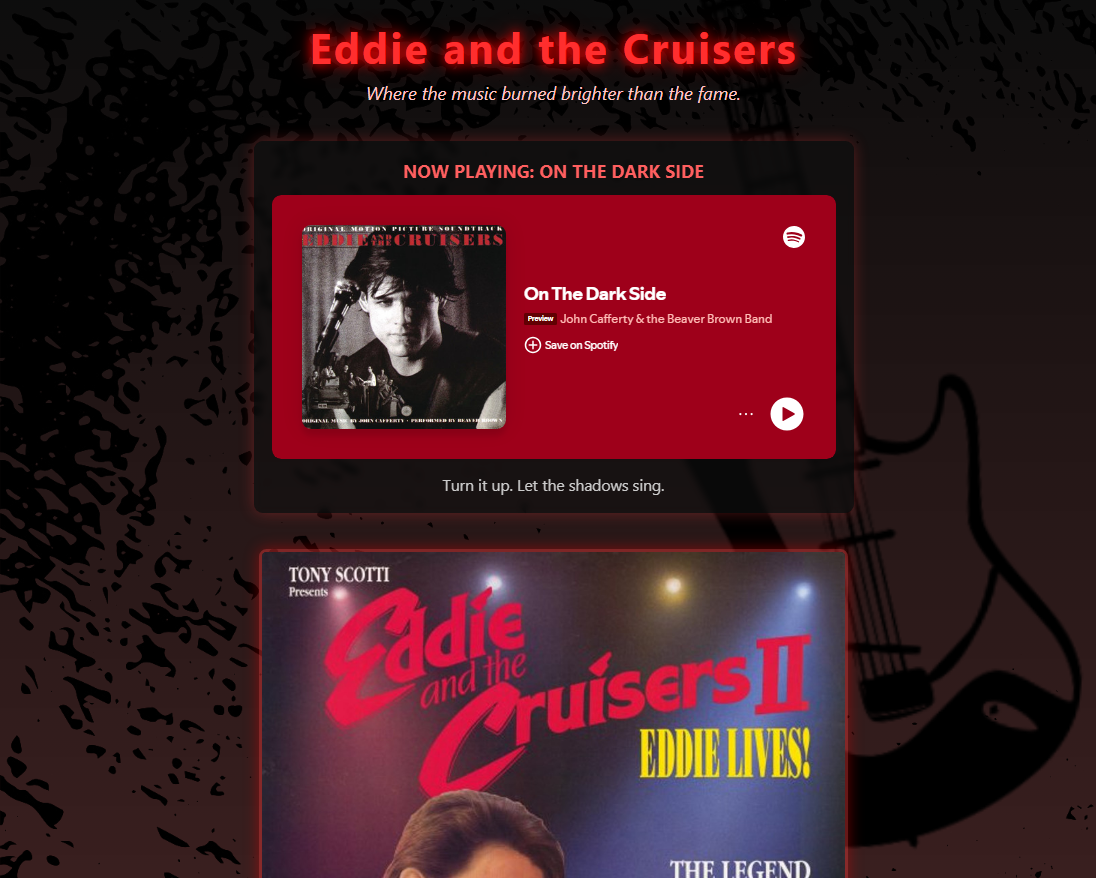 Eddie and the Cruisers
Where the music burned brighter than the fame.
NOW PLAYING: ON THE DARK SIDE
ORIGINAL MOTION PICTURE SOUNDTRACK
EDDIE AND THE CRUISERS
ORIGINAL MUSIC BY JOHN CAFFERTY · PERFORMED BY BEAVER BROWN
On The Dark Side
Preview John Cafferty & the Beaver Brown Band
Save on Spotify
Turn it up. Let the shadows sing.
TONY SCOTTI
Presents
Eddie
and the
Cruisers II
EDDIE LIVES!
THE LEGEND